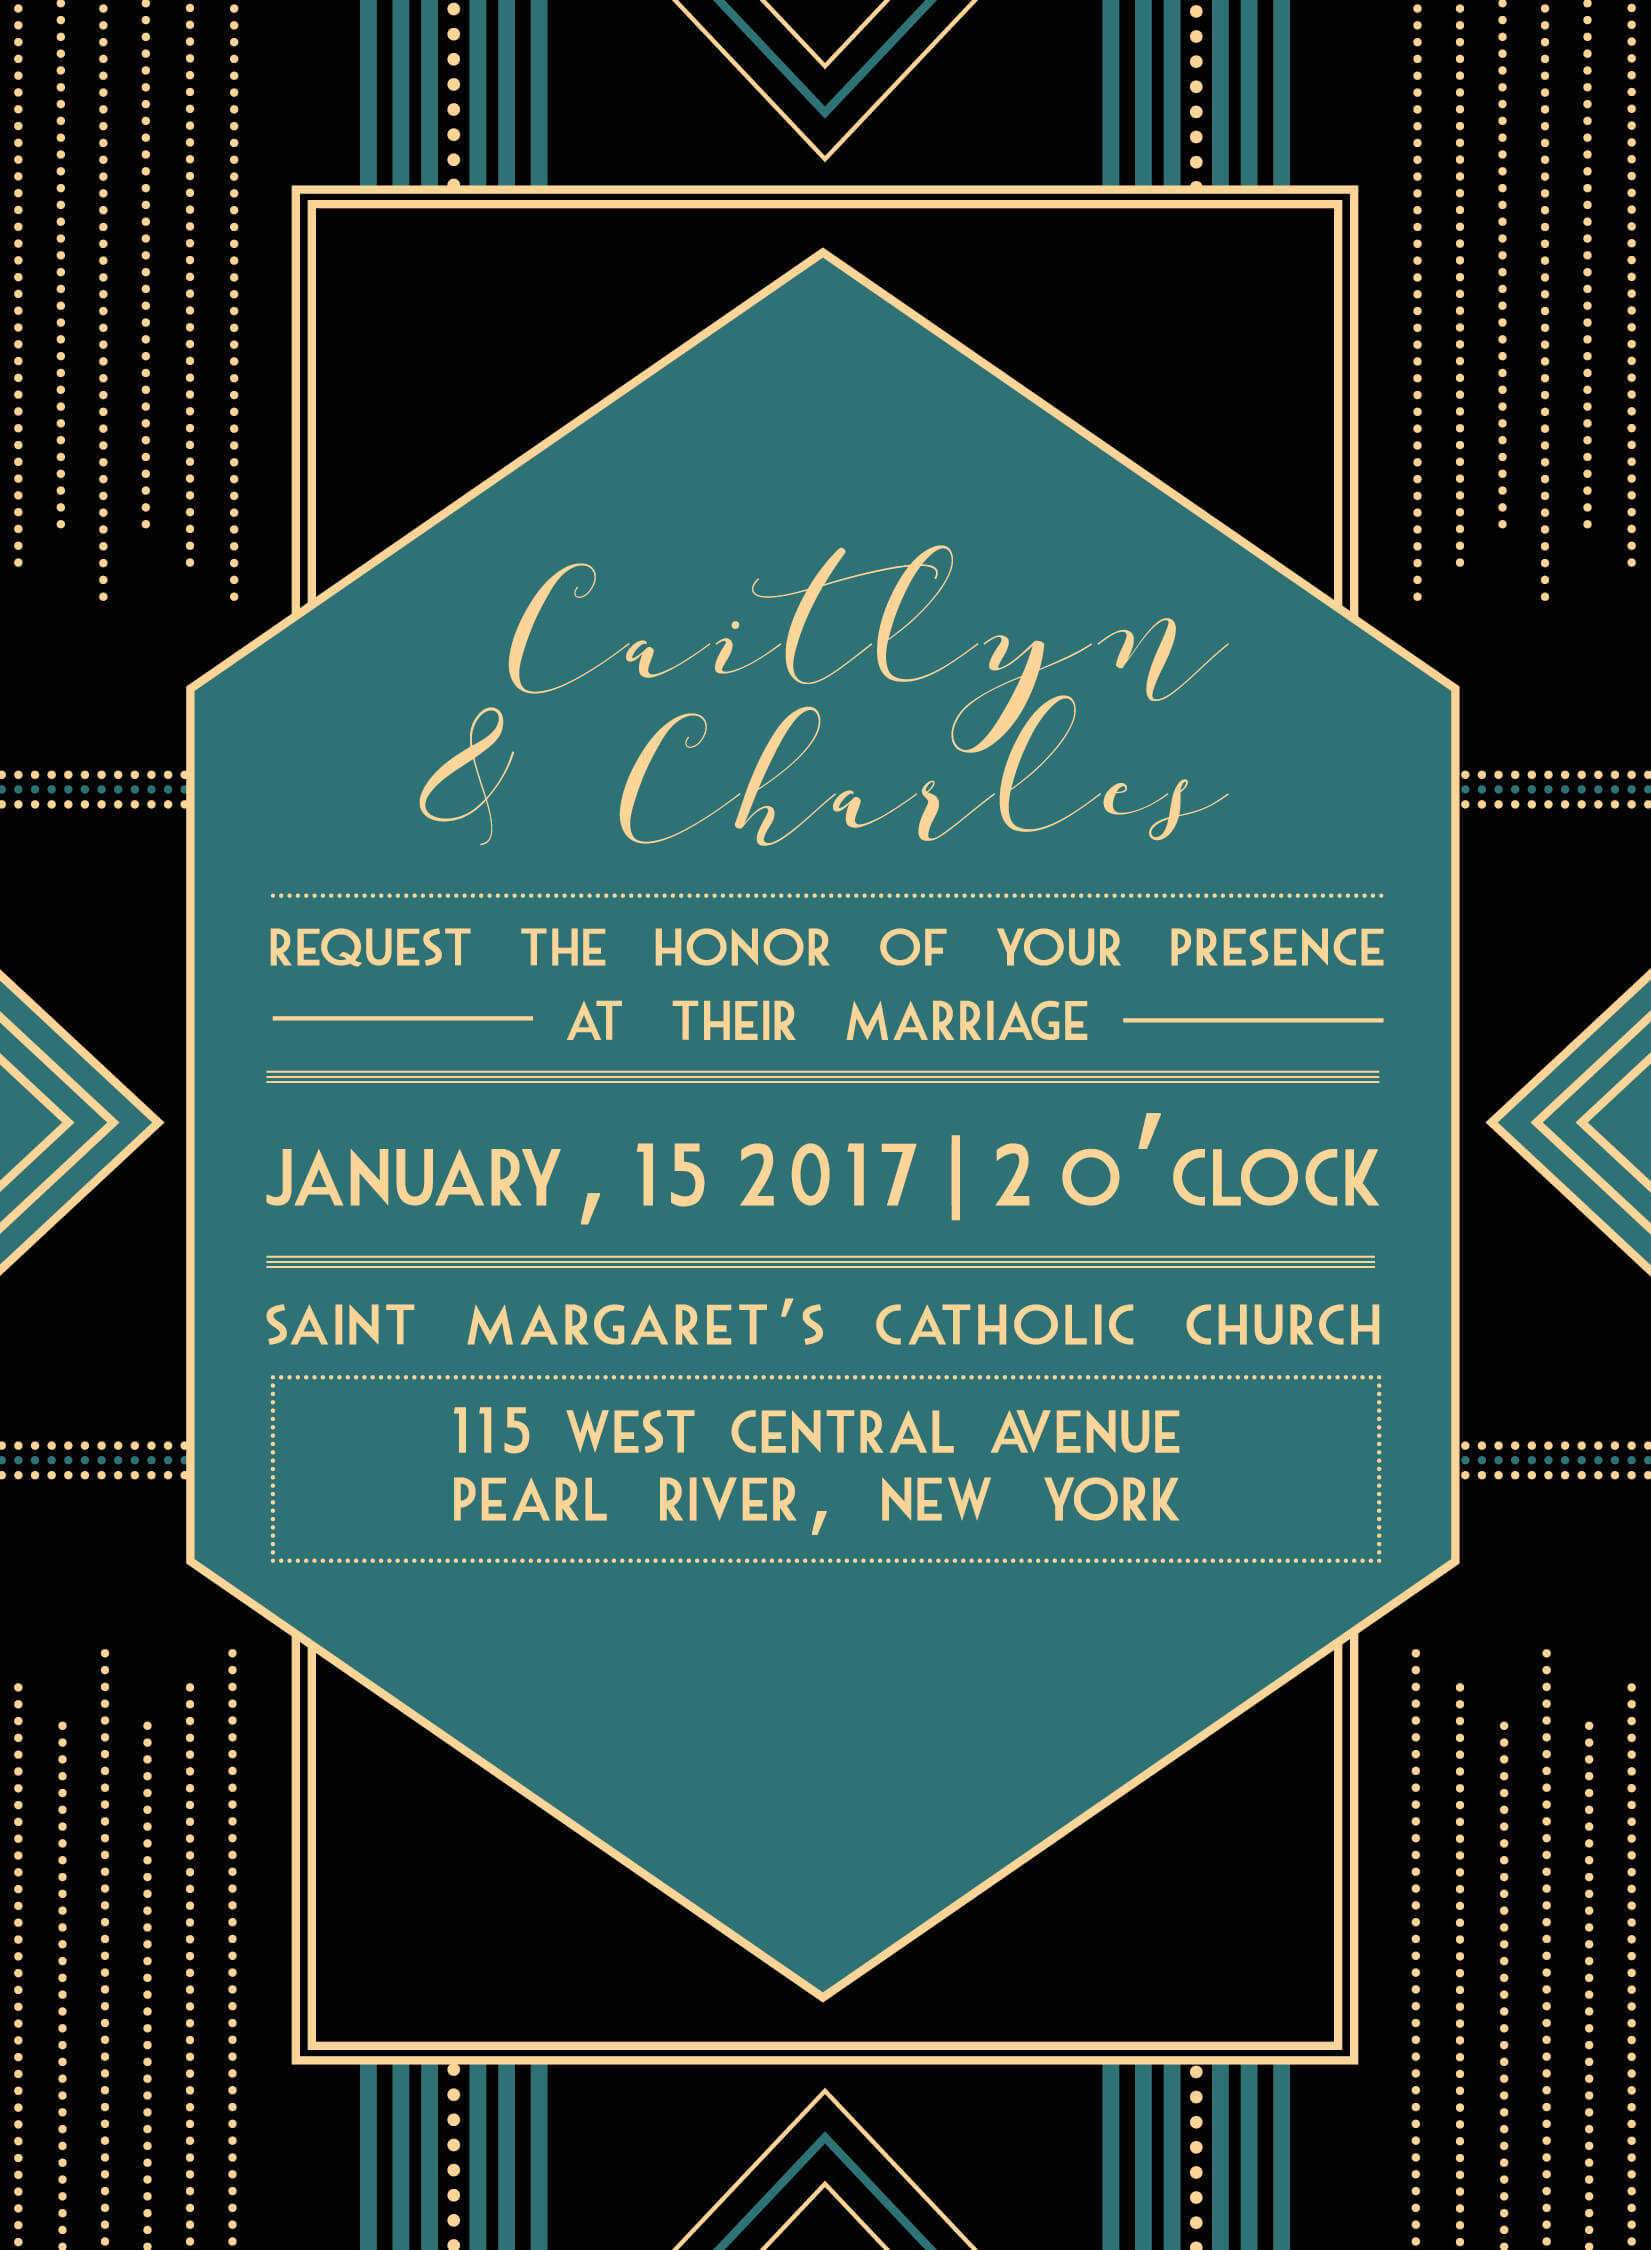 Caitlyn
& Charles
REQUEST THE HONOR OF YOUR PRESENCE
AT THEIR MARRIAGE
JANUARY, 15 2017 | 2 O'CLOCK
SAINT MARGARET'S CATHOLIC CHURCH
115 WEST CENTRAL AVENUE
PEARL RIVER, NEW YORK